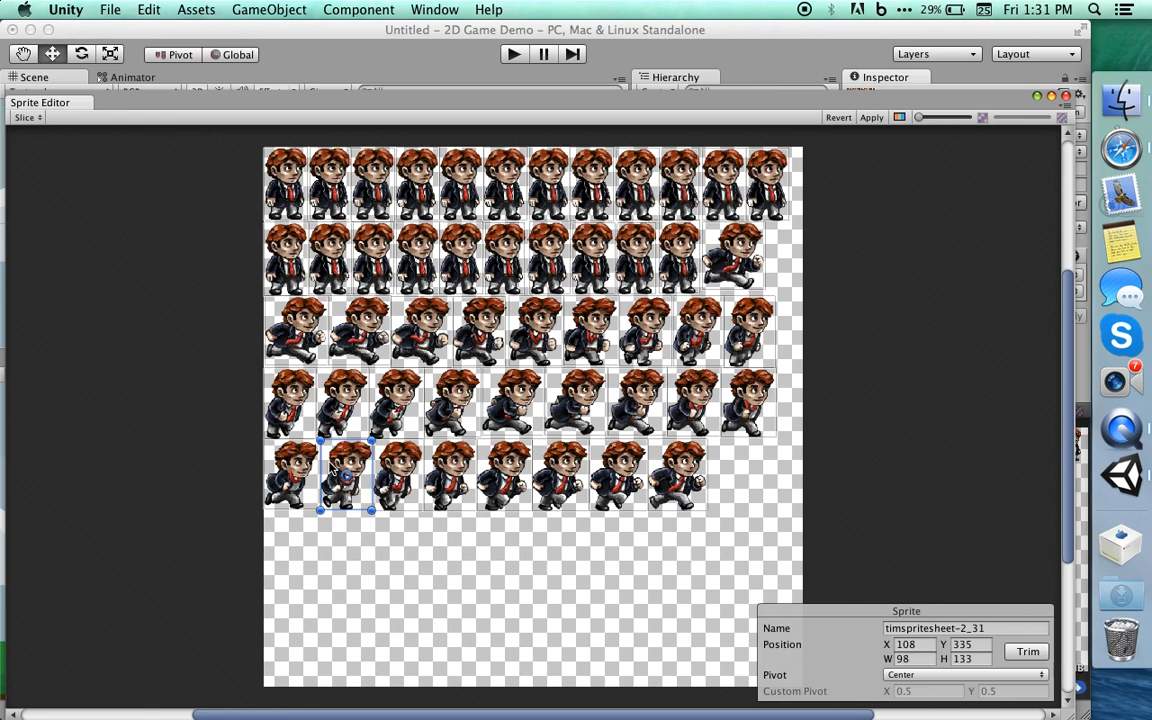 Unity File Edit Assets GameObject Component Window Help 29% 25 Fri 1:31 PM
Untitled – 2D Game Demo – PC, Mac & Linux Standalone
Pivot Global Layers Layout
Scene Animator Hierarchy Inspector
Sprite Editor
Slice Revert Apply
7
Sprite
Name timspritesheet-2_31
Position X 108 Y 335
W 98 H 133 Trim
Pivot Center
Custom Pivot X 0.5 Y 0.5